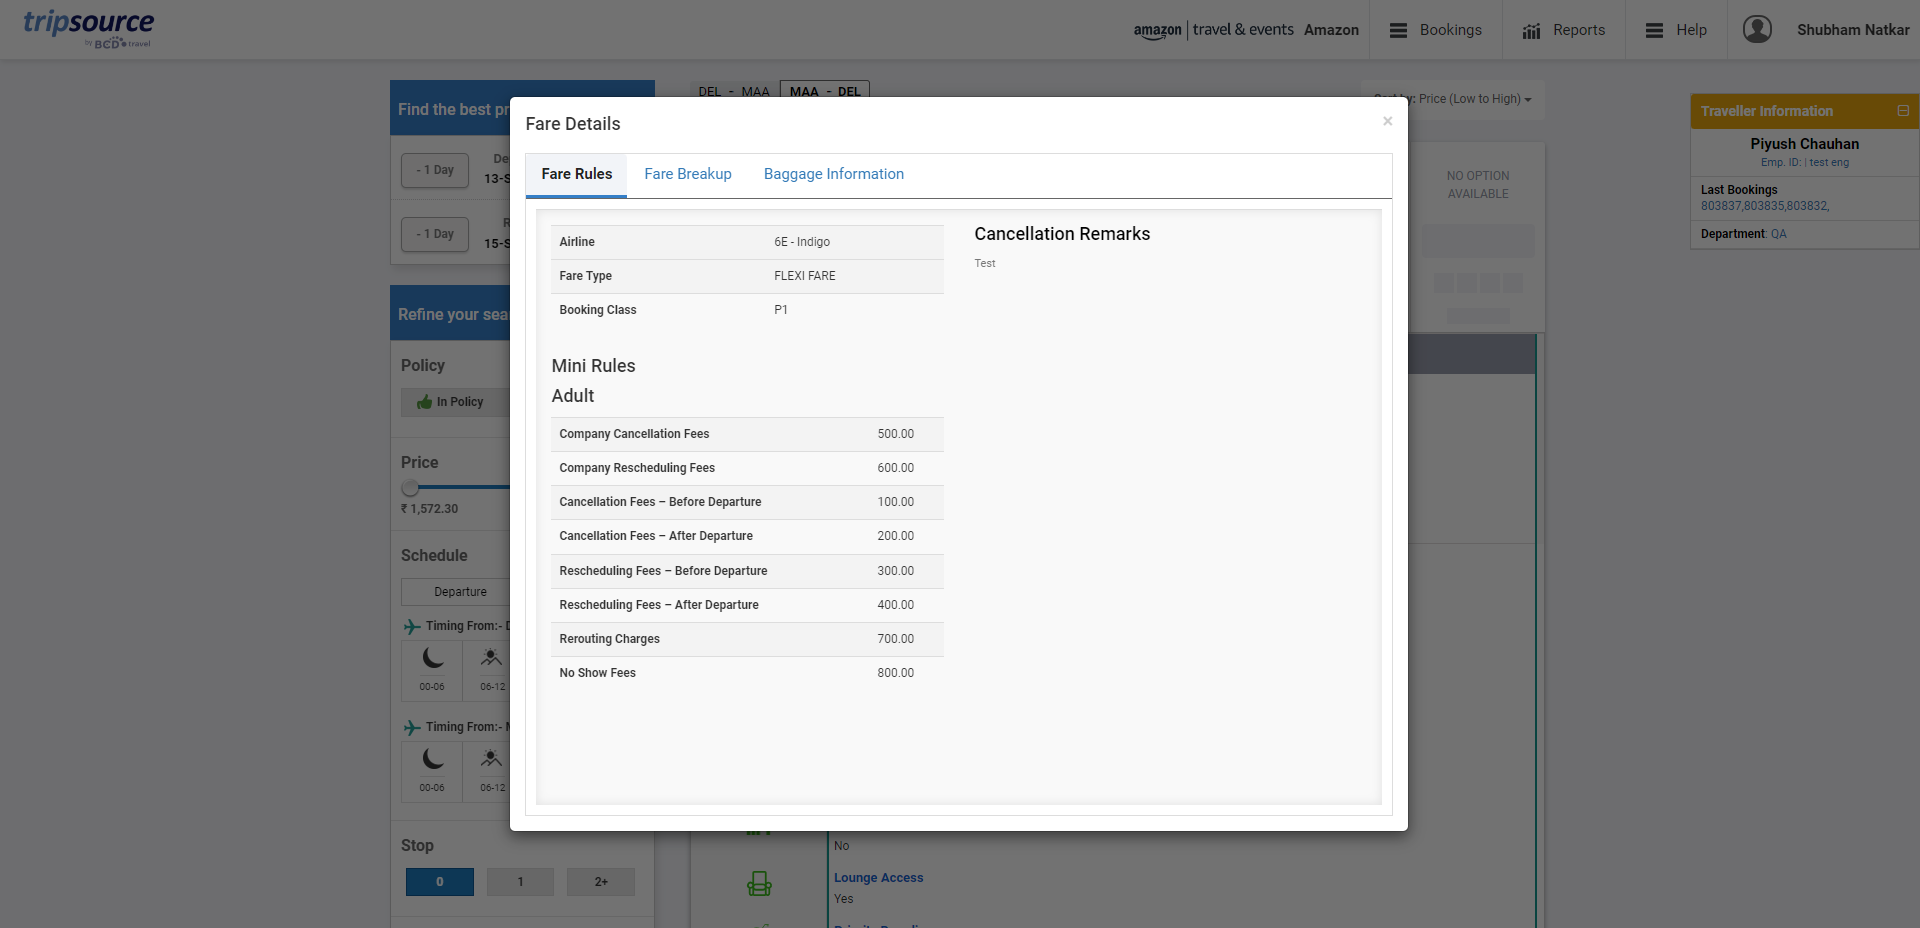 tripsource
by BCD travel
amazon | travel & events Amazon
Bookings
Reports
Help
Shubham Natkar
DEL - MAA
MAA - DEL
by: Price (Low to High)
Find the best
- 1 Day
- 1 Day
Refine your
Policy
In Policy
Price
₹ 1,572.30
Schedule
Departure
Timing From:-
00-06
06-12
Timing From:-
00-06
06-12
Stop
0
1
2+
Fare Details
×
Fare Rules
Fare Breakup
Baggage Information
Airline 6E - Indigo
Fare Type FLEXI FARE
Booking Class P1
Cancellation Remarks
Test
Mini Rules
Adult
Company Cancellation Fees 500.00
Company Rescheduling Fees 600.00
Cancellation Fees – Before Departure 100.00
Cancellation Fees – After Departure 200.00
Rescheduling Fees – Before Departure 300.00
Rescheduling Fees – After Departure 400.00
Rerouting Charges 700.00
No Show Fees 800.00
No
Lounge Access
Yes
NO OPTION
AVAILABLE
Traveller Information
Piyush Chauhan
Emp. ID: | test eng
Last Bookings
803837,803835,803832,
Department: QA